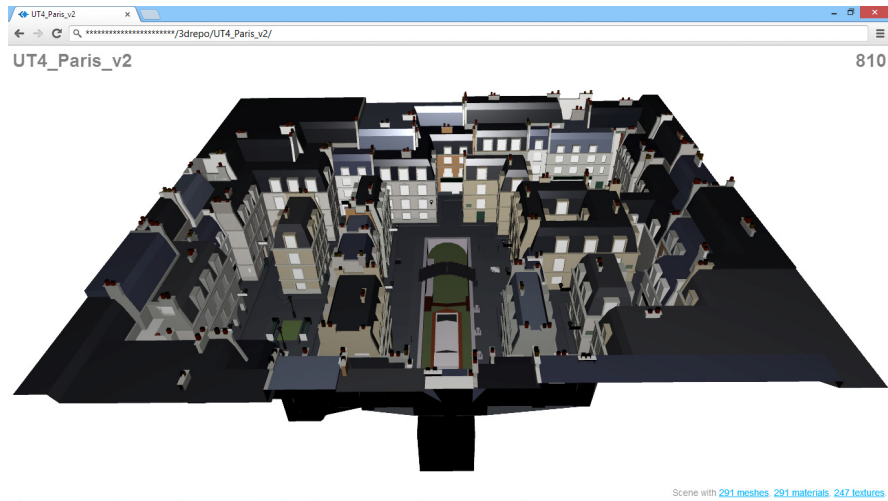 UT4_Paris_v2
***********************/3drepo/UT4_Paris_v2/
UT4_Paris_v2
810
Scene with 291 meshes, 291 materials, 247 textures